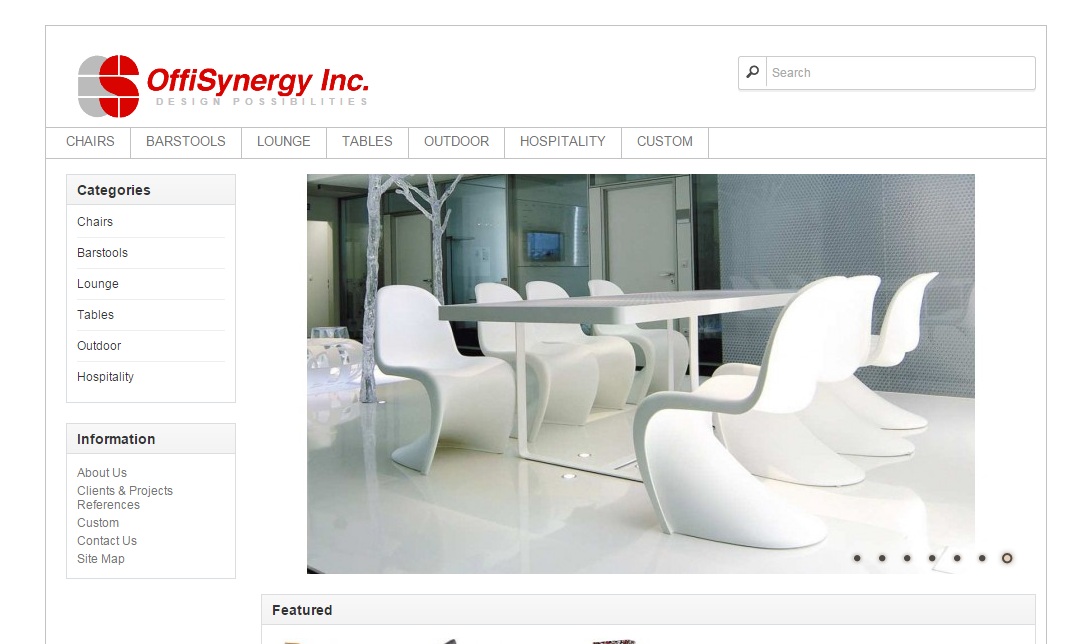 OffiSynergy Inc.
DESIGN POSSIBILITIES
Search
CHAIRS BARSTOOLS LOUNGE TABLES OUTDOOR HOSPITALITY CUSTOM
Categories
Chairs
Barstools
Lounge
Tables
Outdoor
Hospitality
Information
About Us
Clients & Projects
References
Custom
Contact Us
Site Map
Featured